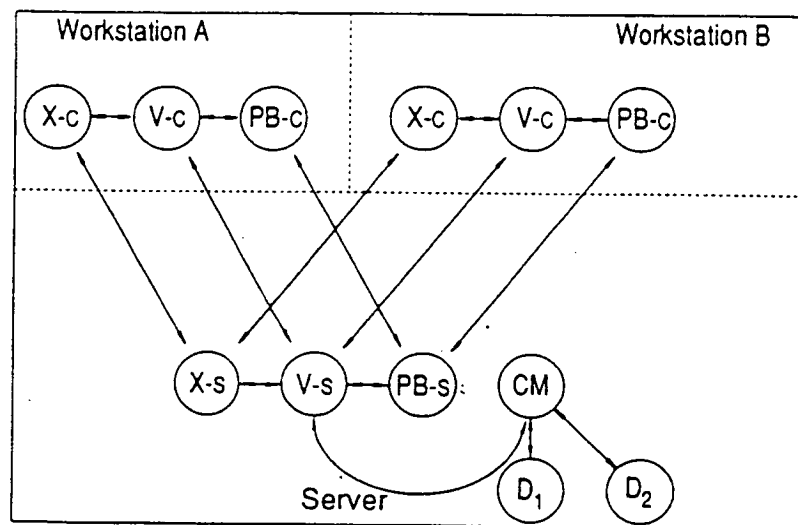 Workstation A
Workstation B
X-c
V-c
PB-c
X-c
V-c
PB-c
X-s
V-s
PB-s
CM
Server
D1
D2